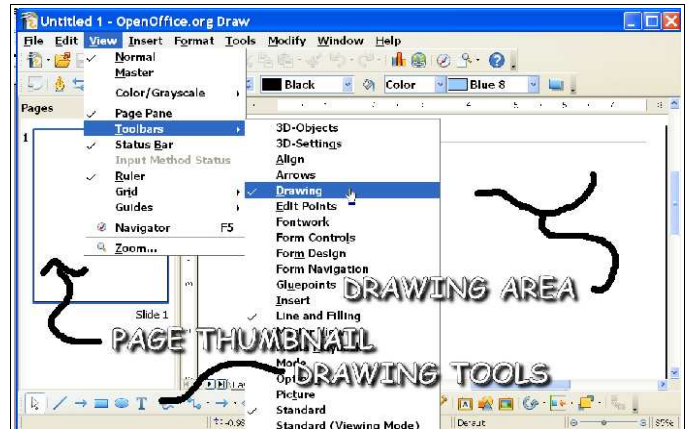 Untitled 1 - OpenOffice.org Draw
File Edit View Insert Format Tools Modify Window Help
Black Color Blue 8
Normal
Master
Color/Grayscale
Pages
Page Pane
Toolbars
Status Bar
Input Method Status
Ruler
Grid
Guides
Navigator F5
Zoom...
1
Slide 1
3D-Objects
3D-Settings
Align
Arrows
Drawing
Edit Points
Fontwork
Form Controls
Form Design
Form Navigation
Gluepoints
Insert
Line and Filling
Mode
Picture
Standard
Standard (Viewing Mode)
DRAWING AREA
PAGE THUMBNAIL
DRAWING TOOLS
Default